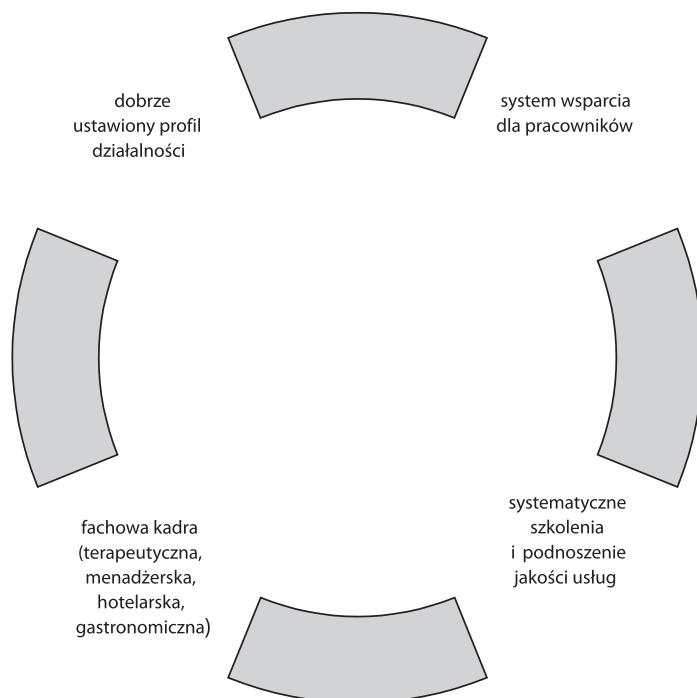 dobrze
ustawiony profil
działalności
system wsparcia
dla pracowników
fachowa kadra
(terapeutyczna,
menadżerska,
hotelarska,
gastronomiczna)
systematyczne
szkolenia
i podnoszenie
jakości usług